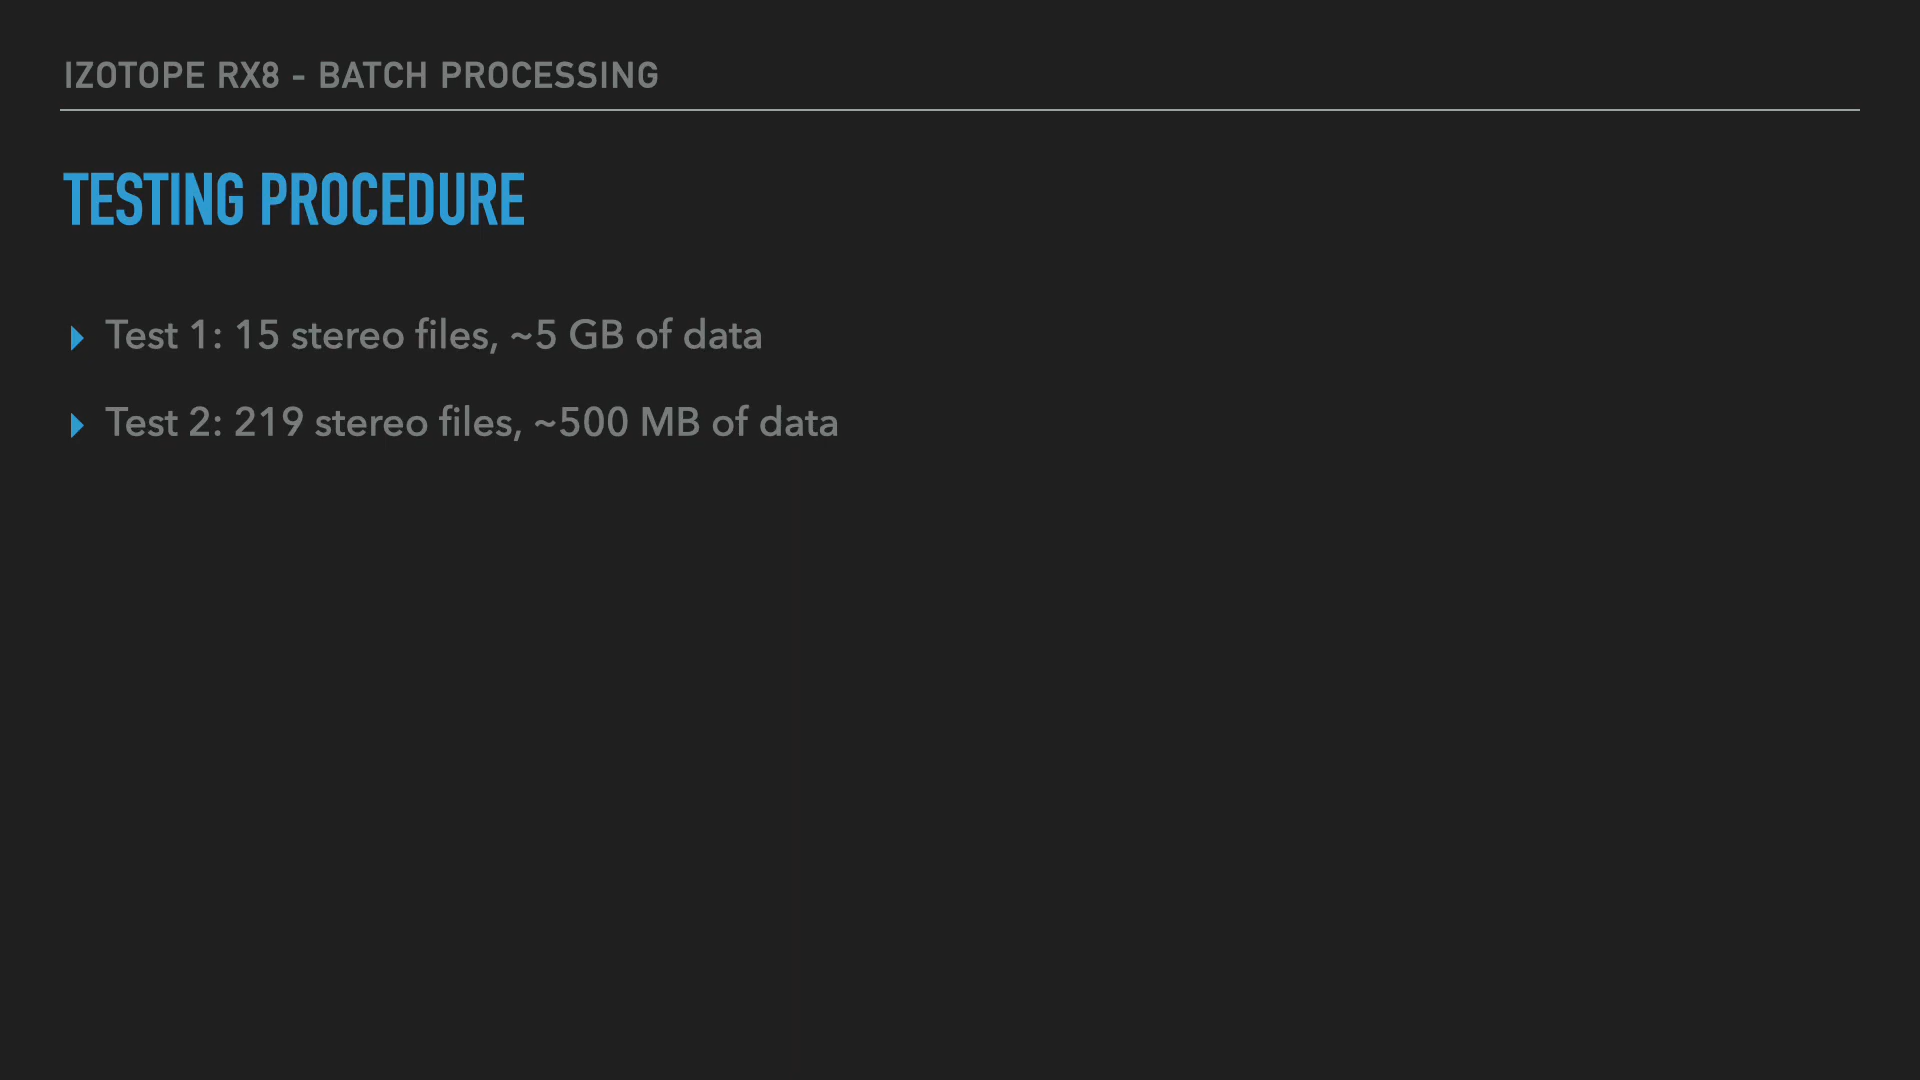 IZOTOPE RX8 - BATCH PROCESSING
TESTING PROCEDURE
Test 1: 15 stereo files, ~5 GB of data
Test 2: 219 stereo files, ~500 MB of data